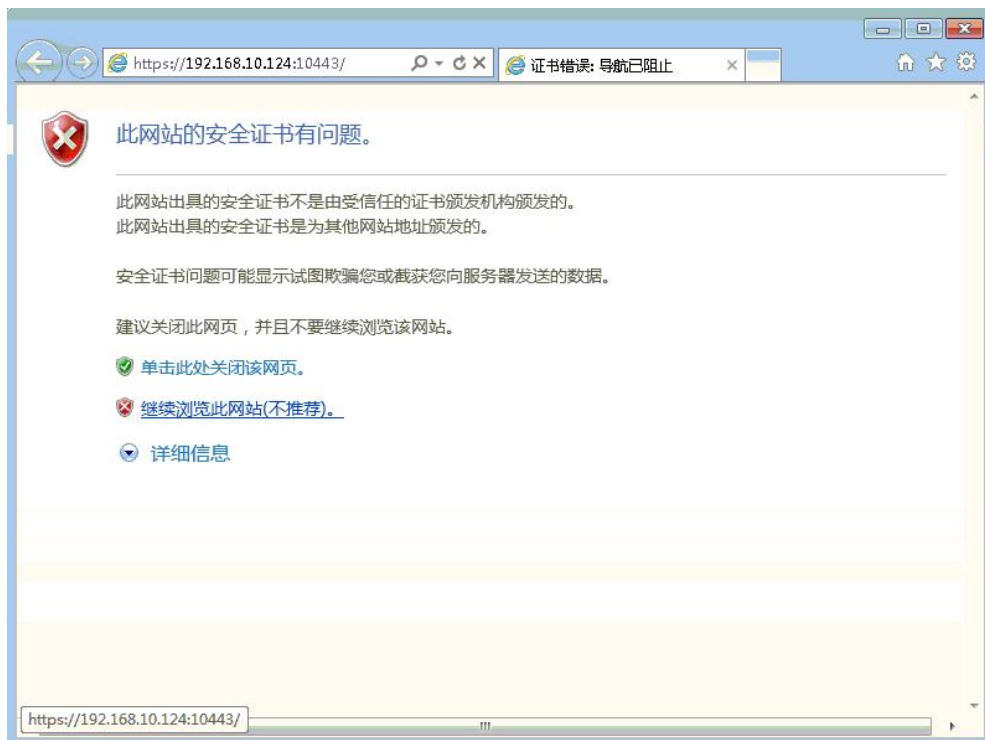 https://192.168.10.124:10443/
证书错误: 导航已阻止
此网站的安全证书有问题。
此网站出具的安全证书不是由受信任的证书颁发机构颁发的。
此网站出具的安全证书是为其他网站地址颁发的。
安全证书问题可能显示试图欺骗您或截获您向服务器发送的数据。
建议关闭此网页，并且不要继续浏览该网站。
单击此处关闭该网页。
继续浏览此网站(不推荐)。
详细信息
https://192.168.10.124:10443/